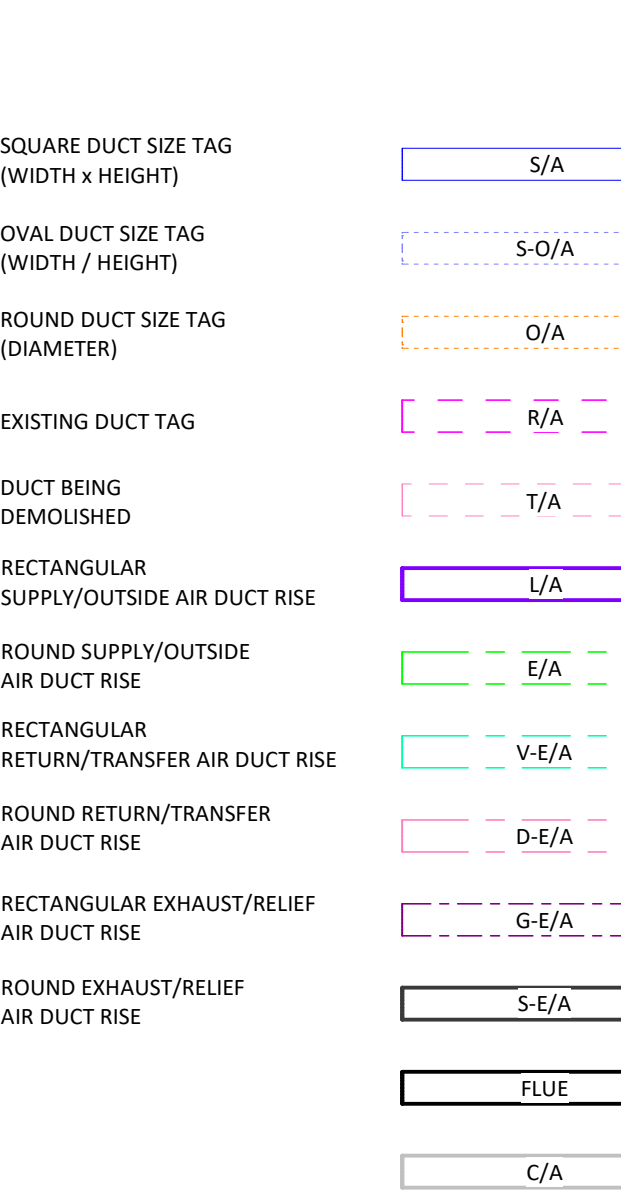 SQUARE DUCT SIZE TAG
(WIDTH x HEIGHT)
S/A
OVAL DUCT SIZE TAG
(WIDTH / HEIGHT)
S-O/A
ROUND DUCT SIZE TAG
(DIAMETER)
O/A
EXISTING DUCT TAG
R/A
DUCT BEING
DEMOLISHED
T/A
RECTANGULAR
SUPPLY/OUTSIDE AIR DUCT RISE
L/A
ROUND SUPPLY/OUTSIDE
AIR DUCT RISE
E/A
RECTANGULAR
RETURN/TRANSFER AIR DUCT RISE
V-E/A
ROUND RETURN/TRANSFER
AIR DUCT RISE
D-E/A
RECTANGULAR EXHAUST/RELIEF
AIR DUCT RISE
G-E/A
ROUND EXHAUST/RELIEF
AIR DUCT RISE
S-E/A
FLUE
C/A